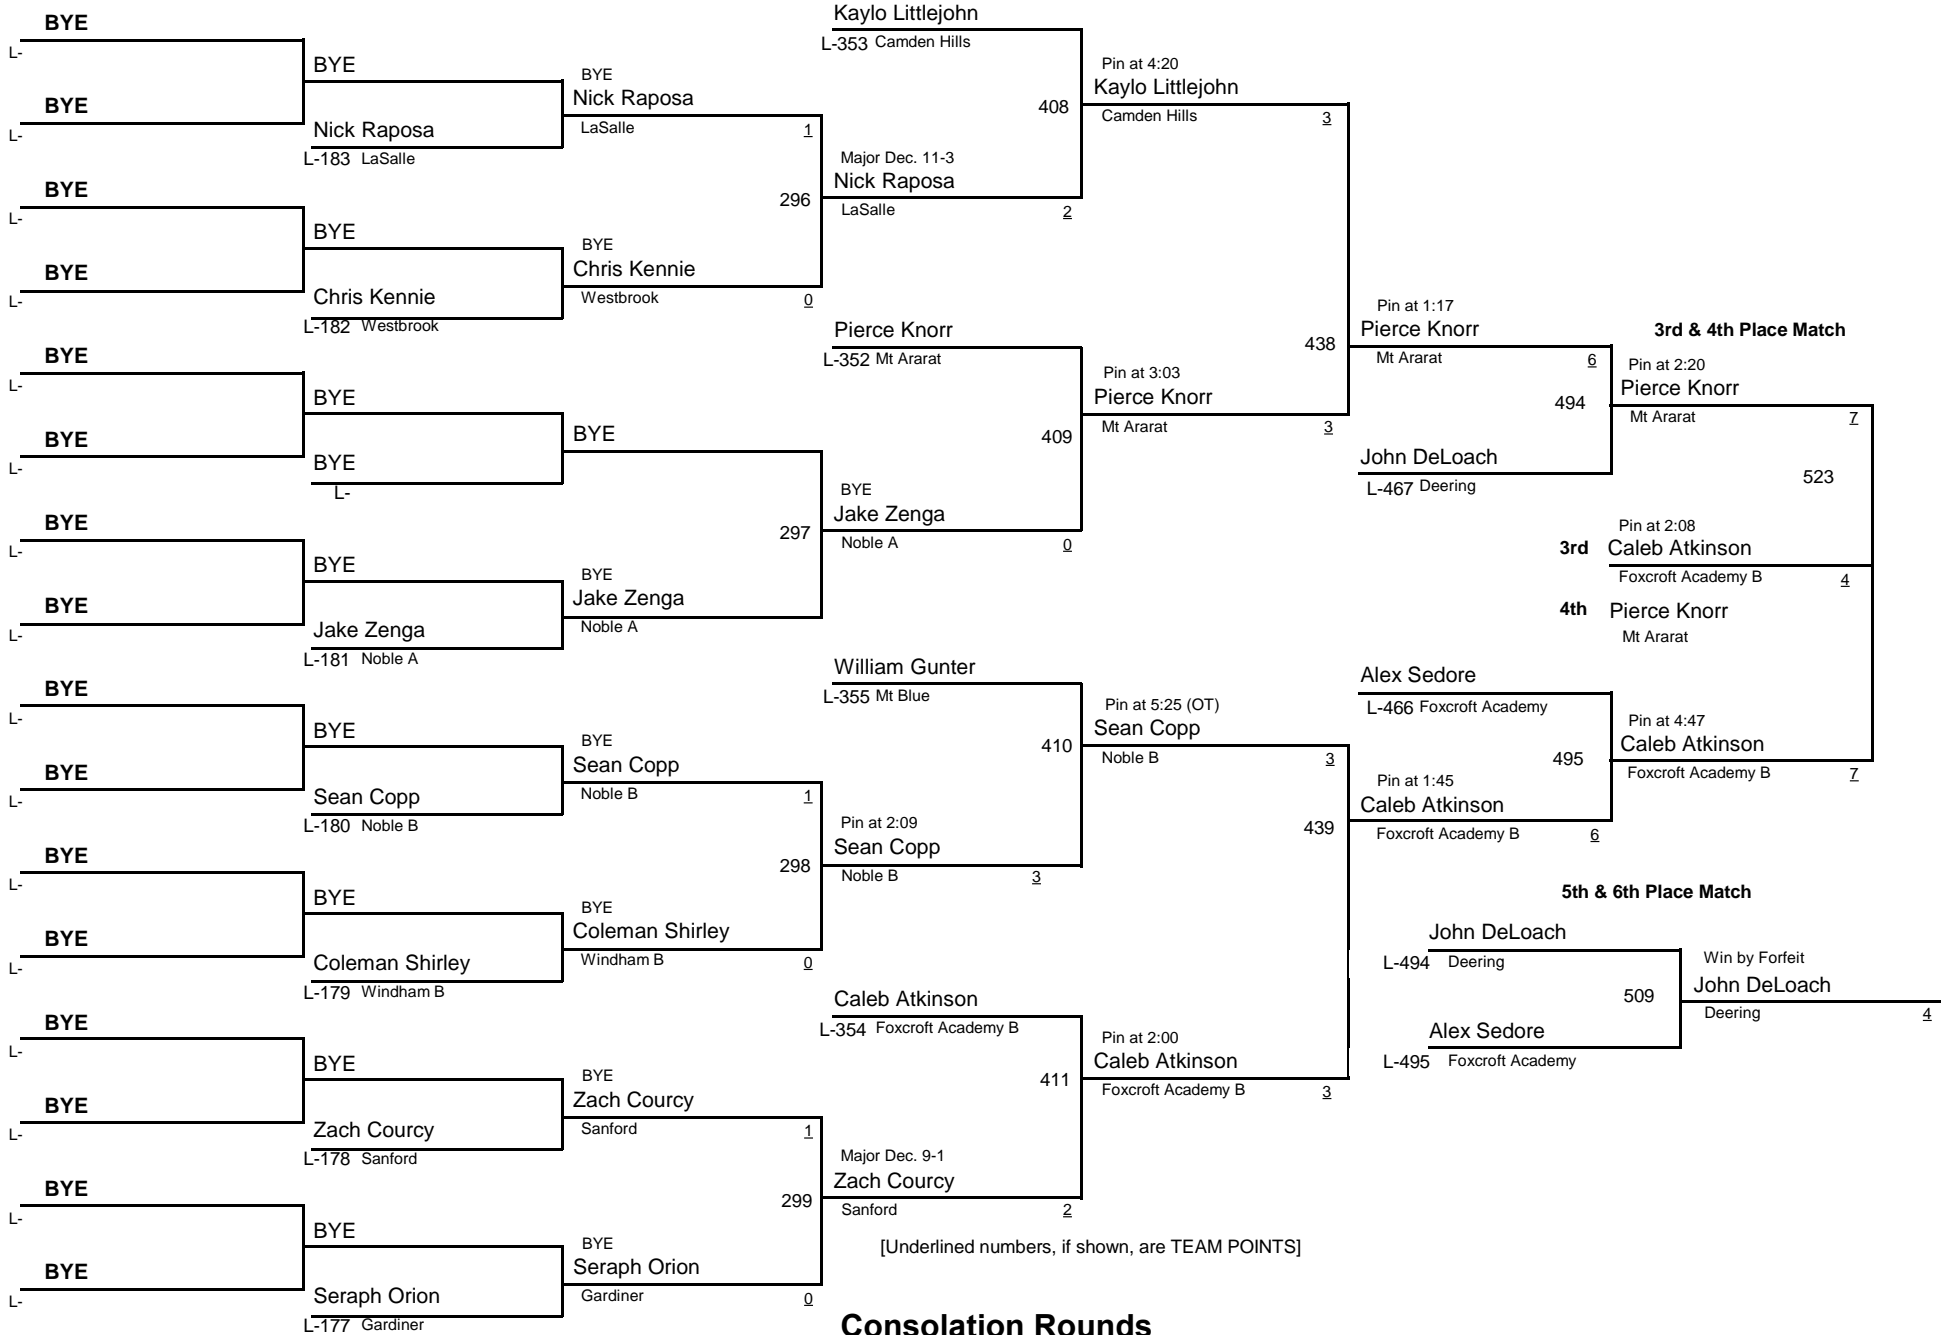 BYE
L-
BYE
L-
BYE
L-
BYE
L-
BYE
L-
BYE
L-
BYE
L-
BYE
L-
BYE
L-
BYE
L-
BYE
L-
BYE
L-
BYE
L-
BYE
L-
BYE
L-
BYE
L-
BYE
Nick Raposa
L-183 LaSalle
BYE
Chris Kennie
L-182 Westbrook
BYE
BYE
L-
BYE
Jake Zenga
L-181 Noble A
BYE
Sean Copp
L-180 Noble B
BYE
Coleman Shirley
L-179 Windham B
BYE
Zach Courcy
L-178 Sanford
BYE
Seraph Orion
L-177 Gardiner
BYE
Nick Raposa
LaSalle 1
296
BYE
Chris Kennie
Westbrook 0
BYE
297
BYE
Jake Zenga
Noble A
BYE
Sean Copp
Noble B 1
298
BYE
Coleman Shirley
Windham B 0
BYE
Zach Courcy
Sanford 1
299
BYE
Seraph Orion
Gardiner 0
Kaylo Littlejohn
L-353 Camden Hills
408
Major Dec. 11-3
Nick Raposa
LaSalle 2
Pierce Knorr
L-352 Mt Ararat
409
BYE
Jake Zenga
Noble A 0
William Gunter
L-355 Mt Blue
410
Pin at 2:09
Sean Copp
Noble B 3
Caleb Atkinson
L-354 Foxcroft Academy B
411
Major Dec. 9-1
Zach Courcy
Sanford 2
Pin at 4:20
Kaylo Littlejohn
Camden Hills 3
438
Pin at 3:03
Pierce Knorr
Mt Ararat 3
Pin at 5:25 (OT)
Sean Copp
Noble B 3
439
Pin at 2:00
Caleb Atkinson
Foxcroft Academy B 3
Pin at 1:17
Pierce Knorr
Mt Ararat 6
494
John DeLoach
L-467 Deering
Alex Sedore
L-466 Foxcroft Academy
495
Pin at 1:45
Caleb Atkinson
Foxcroft Academy B 6
3rd & 4th Place Match
Pin at 2:20
Pierce Knorr
Mt Ararat 7
523
Pin at 2:08
3rd Caleb Atkinson
Foxcroft Academy B 4
4th Pierce Knorr
Mt Ararat
Pin at 4:47
Caleb Atkinson
Foxcroft Academy B 7
5th & 6th Place Match
John DeLoach
L-494 Deering
509
Alex Sedore
L-495 Foxcroft Academy
Win by Forfeit
John DeLoach
Deering 4
[Underlined numbers, if shown, are TEAM POINTS]
Consolation Rounds